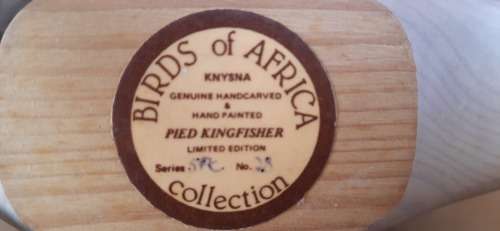 BIRDS of AFRICA
KNYSNA
GENUINE HANDCARVED
&
HAND PAINTED
PIED KINGFISHER
LIMITED EDITION
Series No.
collection